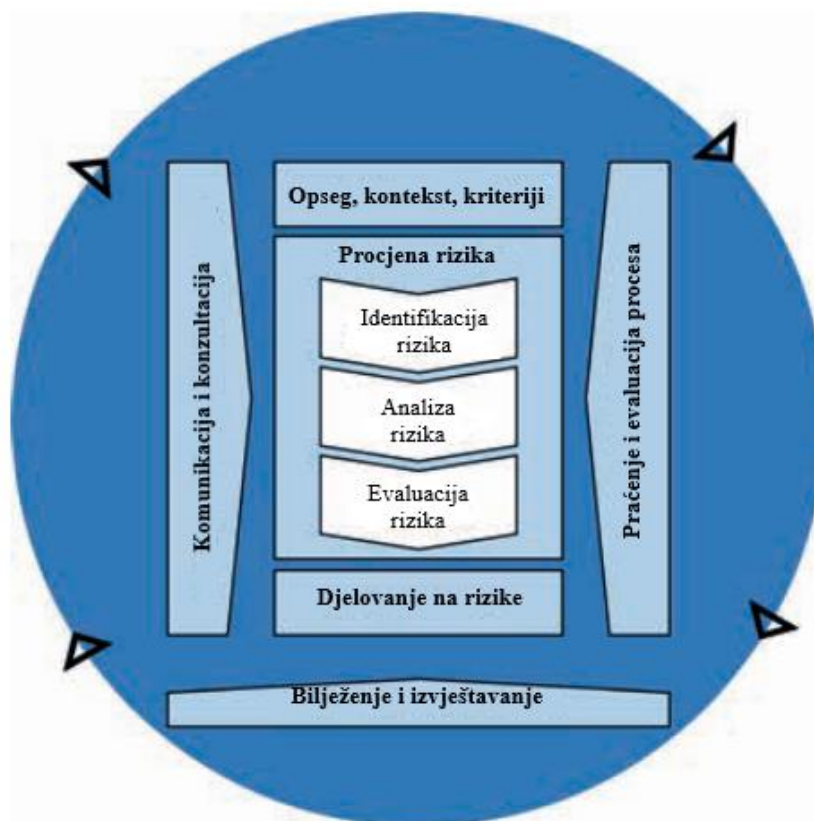 Opseg, kontekst, kriteriji
Procjena rizika
Identifikacija
rizika
Analiza
rizika
Evaluacija
rizika
Djelovanje na rizike
Komunikacija i konzultacija
Praćenje i evaluacija procesa
Bilježenje i izvještavanje